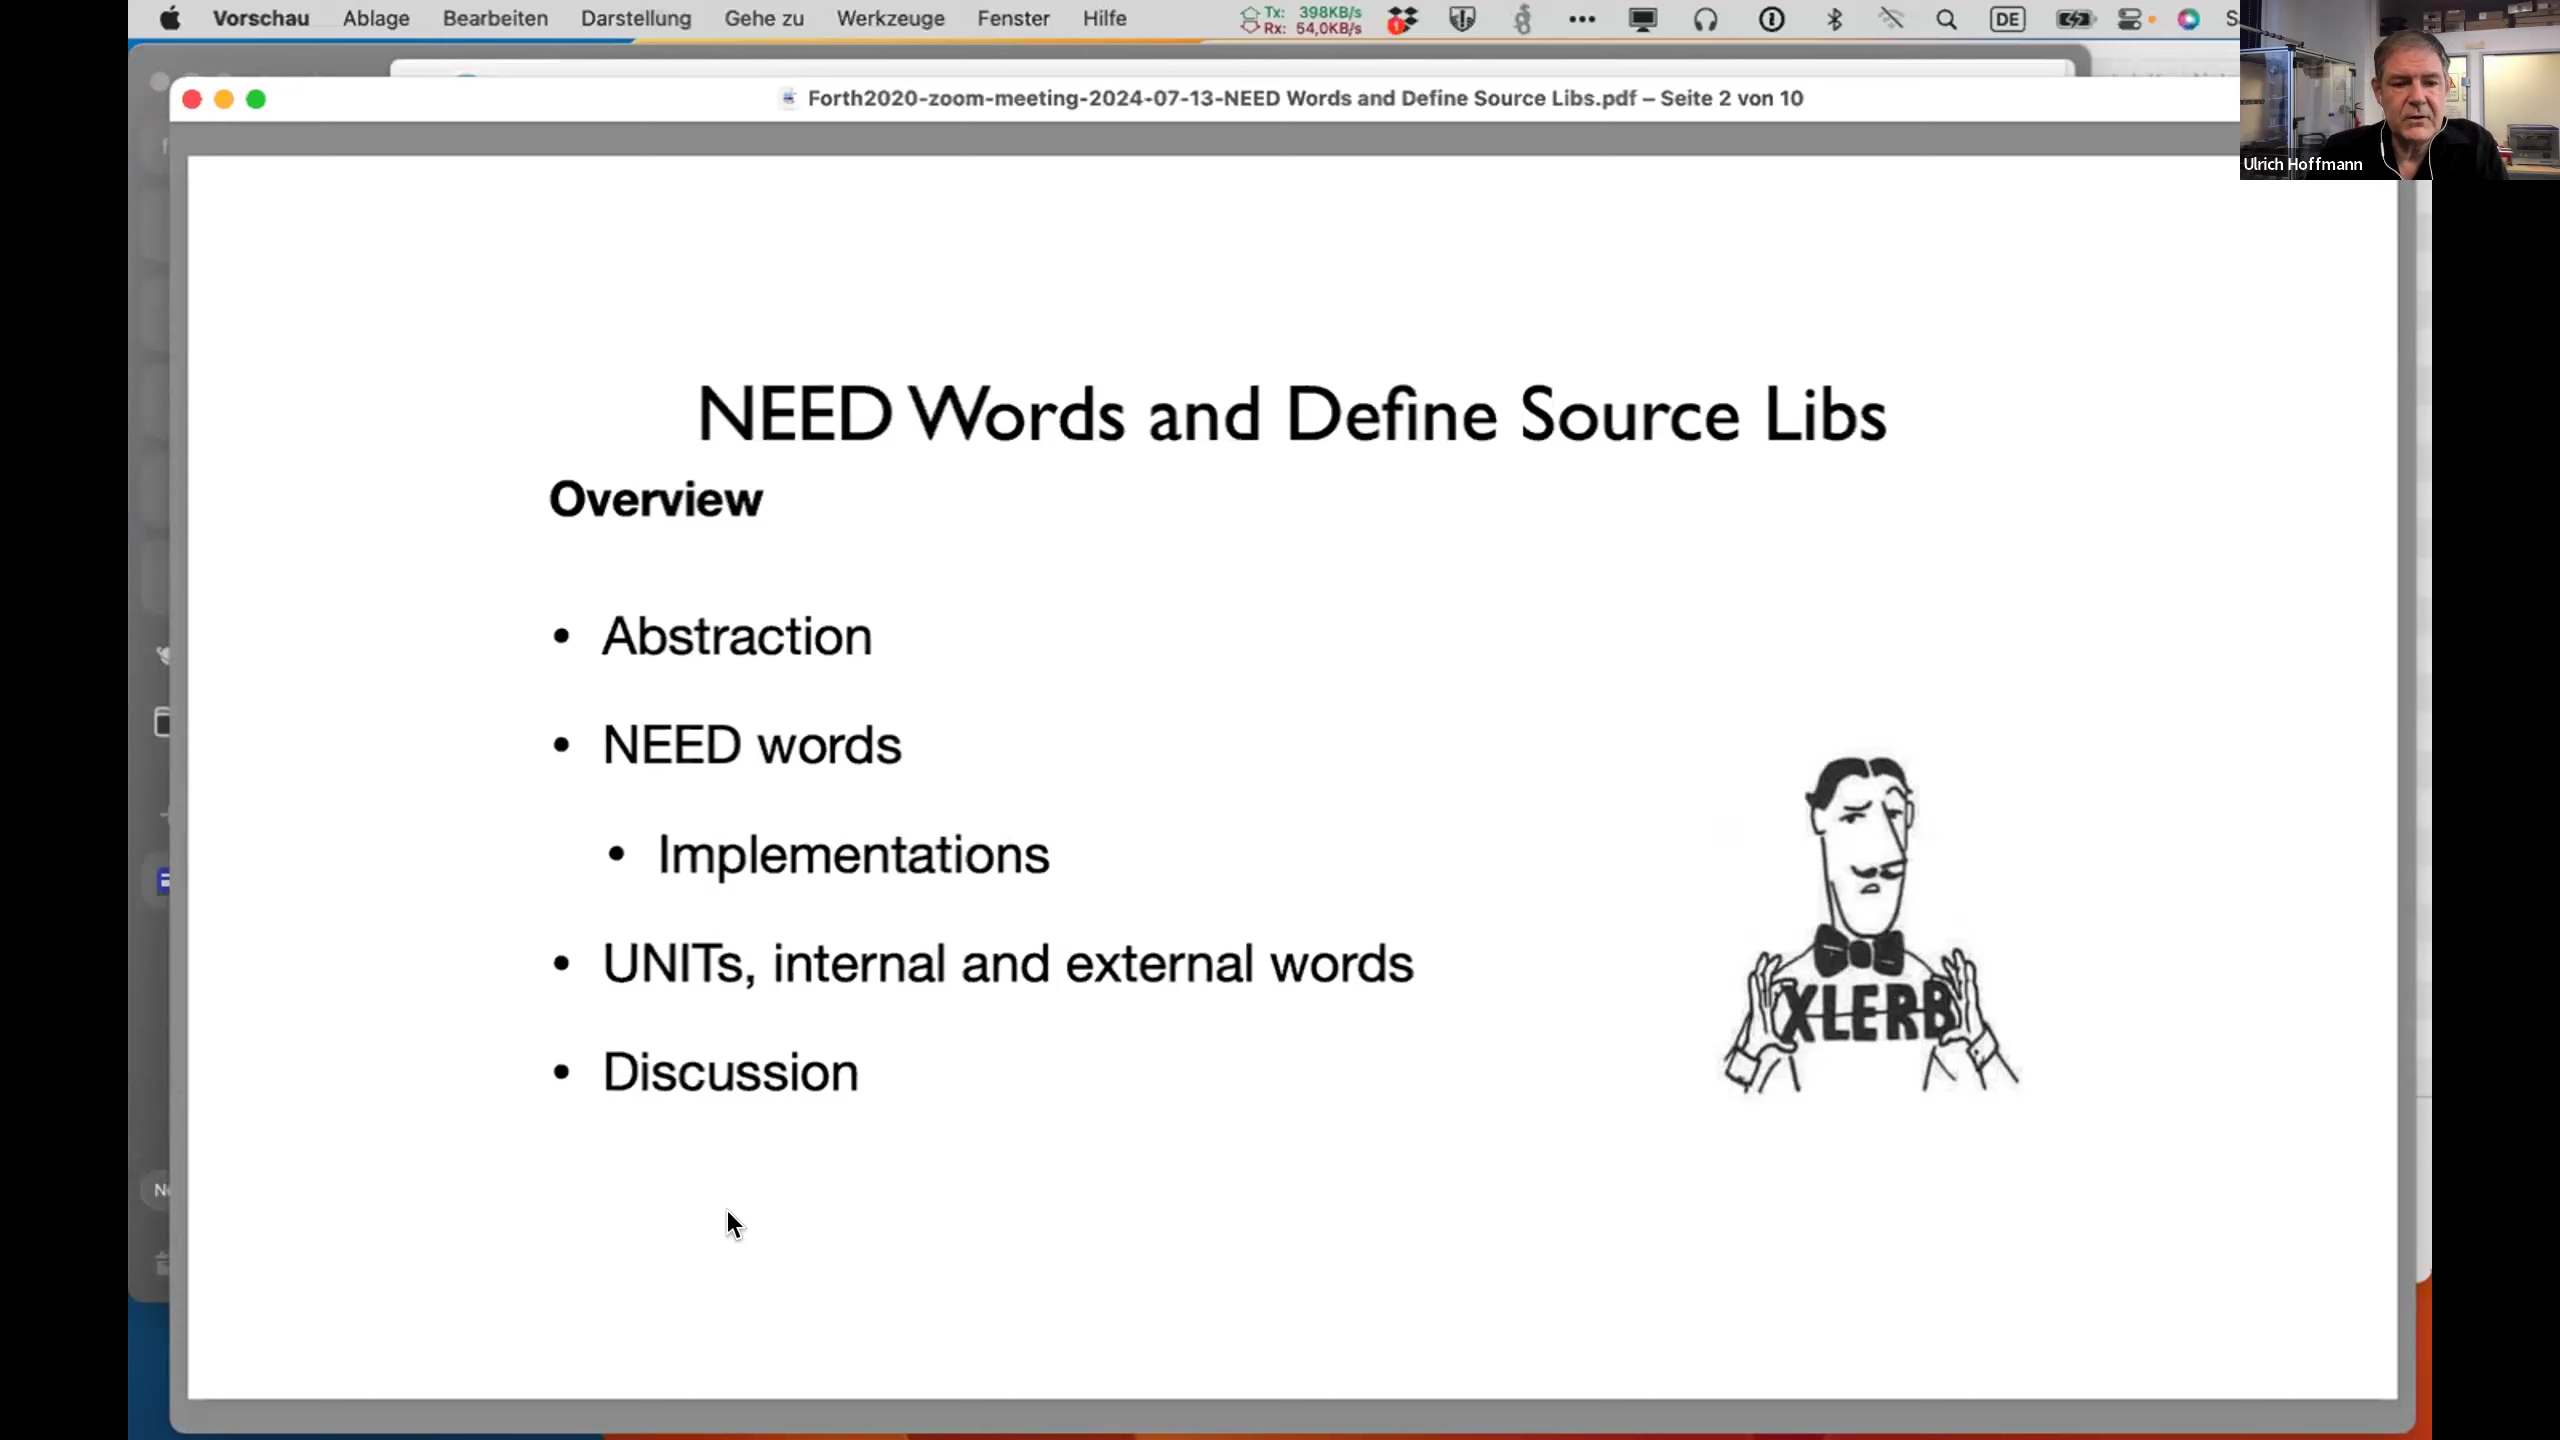 Vorschau Ablage Bearbeiten Darstellung Gehe zu Werkzeuge Fenster Hilfe Tx: 398KB/s DE
Rx: 54,0KB/s
Forth2020-zoom-meeting-2024-07-13-NEED Words and Define Source Libs.pdf – Seite 2 von 10
Ulrich Hoffmann
NEED Words and Define Source Libs
Overview
• Abstraction
• NEED words
• Implementations
• UNITs, internal and external words
• Discussion
XLERB